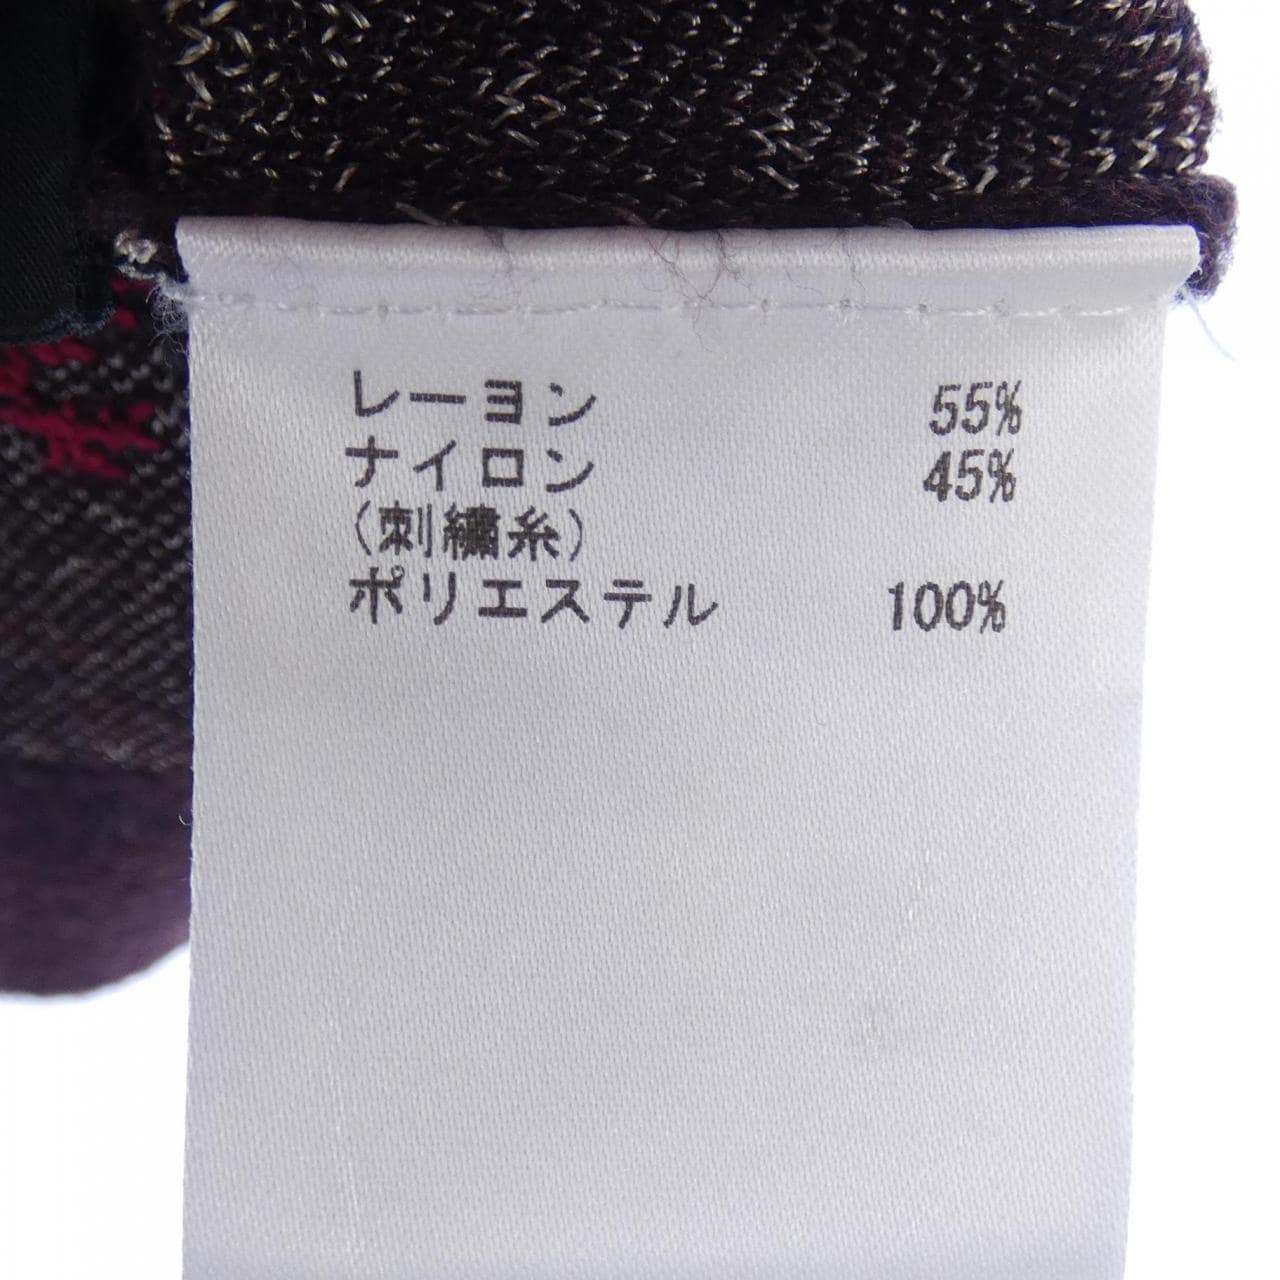 レーヨン 55%
ナイロン 45%
(刺繍糸)
ポリエステル 100%